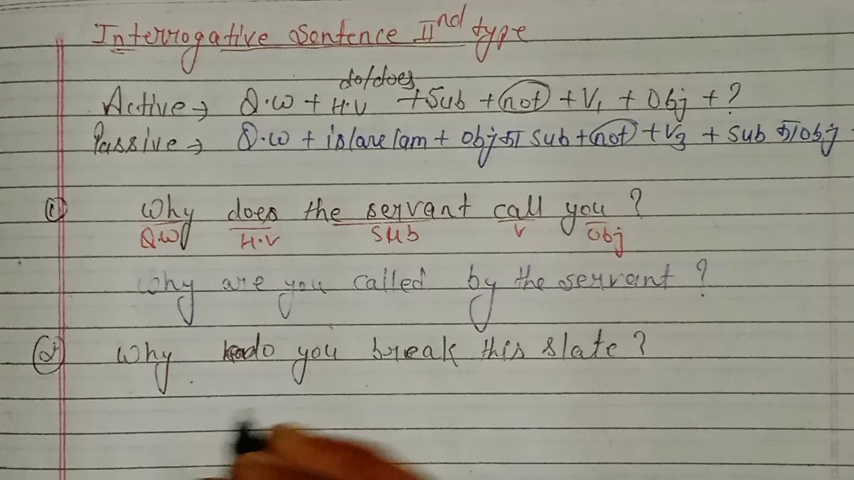 Interrogative Sentence IInd type
do/does
Active → Q.W + H.V + Sub + not + V1 + Obj + ?
Passive → Q.W + is/are/am + Obj का Sub + not + V3 + Sub का Obj
① Why does the servant call you ?
Q.W H.V Sub V Obj
Why are you called by the servant ?
② Why do you break this slate ?